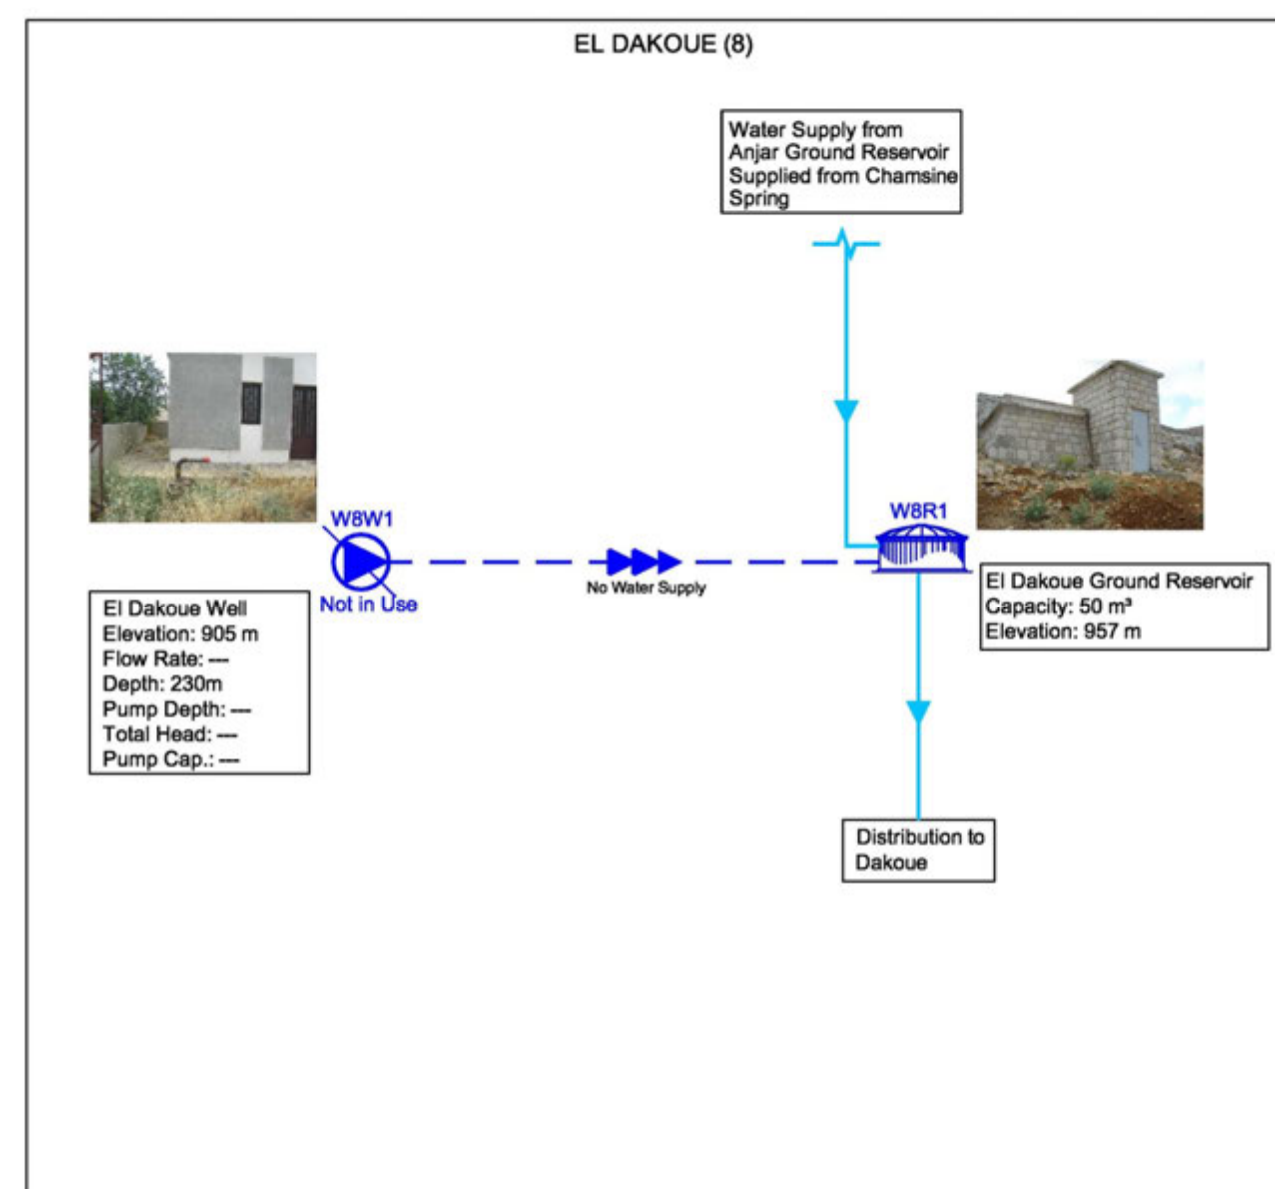 EL DAKOUE (8)
Water Supply from
Anjar Ground Reservoir
Supplied from Chamsine
Spring
W8W1
Not in Use
No Water Supply
W8R1
El Dakoue Well
Elevation: 905 m
Flow Rate: ---
Depth: 230m
Pump Depth: ---
Total Head: ---
Pump Cap.: ---
El Dakoue Ground Reservoir
Capacity: 50 m³
Elevation: 957 m
Distribution to
Dakoue